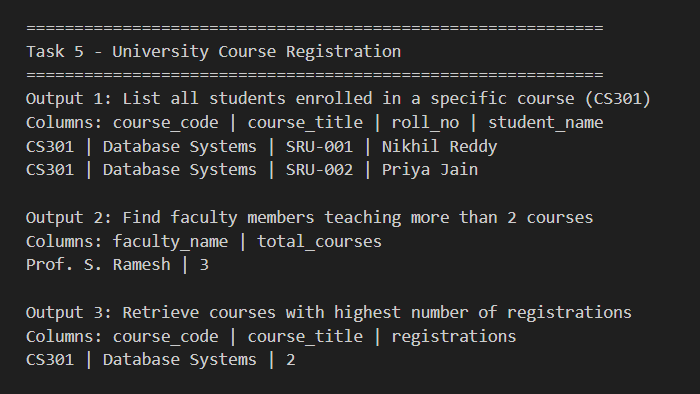 ============================================================
Task 5 - University Course Registration
============================================================
Output 1: List all students enrolled in a specific course (CS301)
Columns: course_code | course_title | roll_no | student_name
CS301 | Database Systems | SRU-001 | Nikhil Reddy
CS301 | Database Systems | SRU-002 | Priya Jain
Output 2: Find faculty members teaching more than 2 courses
Columns: faculty_name | total_courses
Prof. S. Ramesh | 3
Output 3: Retrieve courses with highest number of registrations
Columns: course_code | course_title | registrations
CS301 | Database Systems | 2